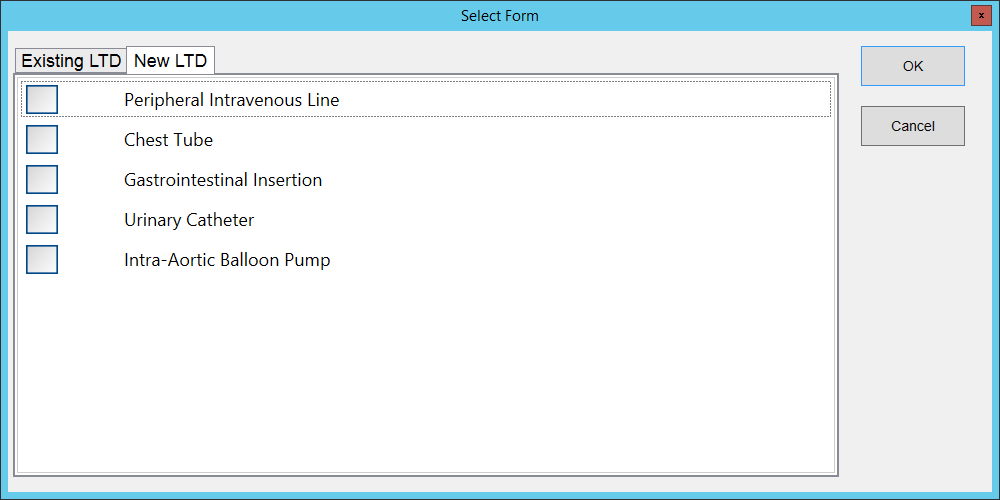 Select Form
x
Existing LTD New LTD
OK
Peripheral Intravenous Line
Cancel
Chest Tube
Gastrointestinal Insertion
Urinary Catheter
Intra-Aortic Balloon Pump